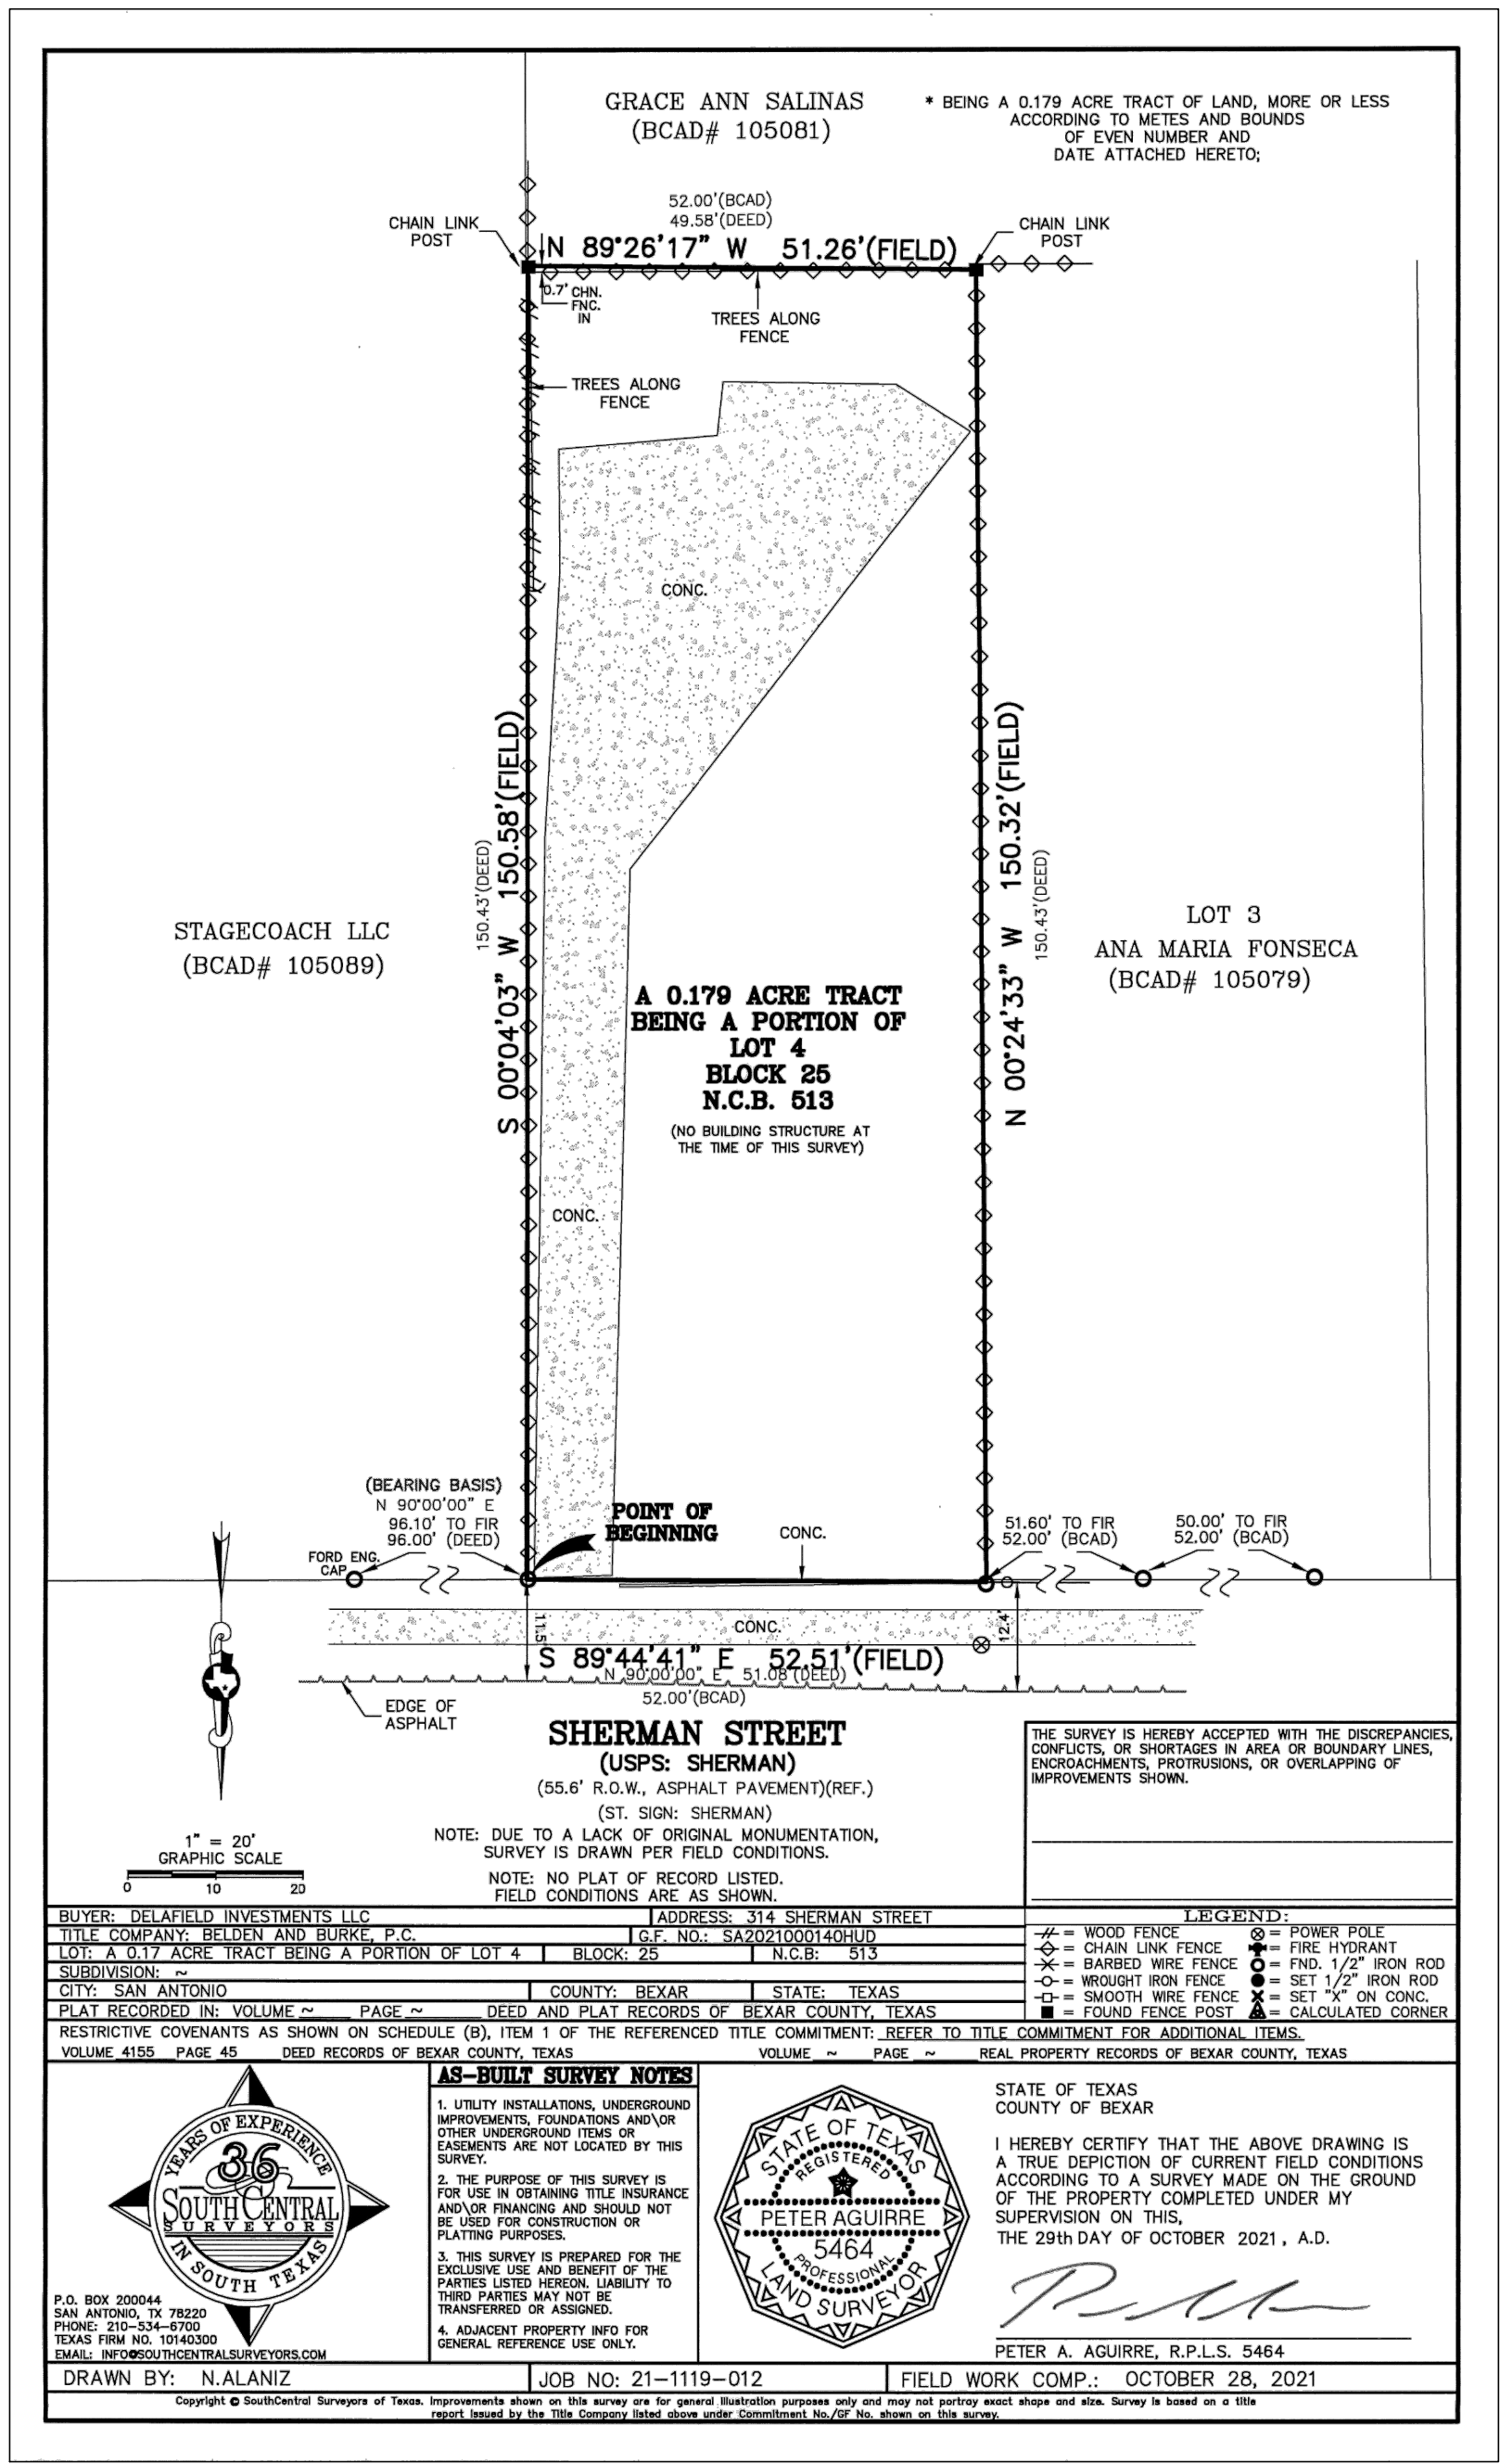 GRACE ANN SALINAS
(BCAD# 105081)
* BEING A 0.179 ACRE TRACT OF LAND, MORE OR LESS
ACCORDING TO METES AND BOUNDS
OF EVEN NUMBER AND
DATE ATTACHED HERETO;
52.00'(BCAD)
49.58'(DEED)
CHAIN LINK
POST
N 89°26'17" W 51.26'(FIELD)
CHAIN LINK
POST
0.7' CHN.
FNC.
IN
TREES ALONG
FENCE
TREES ALONG
FENCE
CONC.
S 00°04'03" W 150.58'(FIELD)
150.43'(DEED)
N 00°24'33" W 150.32'(FIELD)
150.43'(DEED)
STAGECOACH LLC
(BCAD# 105089)
LOT 3
ANA MARIA FONSECA
(BCAD# 105079)
A 0.179 ACRE TRACT
BEING A PORTION OF
LOT 4
BLOCK 25
N.C.B. 513
(NO BUILDING STRUCTURE AT
THE TIME OF THIS SURVEY)
CONC.
(BEARING BASIS)
N 90°00'00" E
96.10' TO FIR
96.00' (DEED)
FORD ENG.
CAP
POINT OF
BEGINNING
CONC.
51.60' TO FIR
52.00' (BCAD)
50.00' TO FIR
52.00' (BCAD)
11.5'
CONC.
12.4'
S 89°44'41" E 52.51'(FIELD)
N 90°00'00" E 51.08'(DEED)
52.00'(BCAD)
EDGE OF
ASPHALT
SHERMAN STREET
(USPS: SHERMAN)
(55.6' R.O.W., ASPHALT PAVEMENT)(REF.)
(ST. SIGN: SHERMAN)
NOTE: DUE TO A LACK OF ORIGINAL MONUMENTATION,
SURVEY IS DRAWN PER FIELD CONDITIONS.
NOTE: NO PLAT OF RECORD LISTED.
FIELD CONDITIONS ARE AS SHOWN.
1" = 20'
GRAPHIC SCALE
0 10 20
THE SURVEY IS HEREBY ACCEPTED WITH THE DISCREPANCIES,
CONFLICTS, OR SHORTAGES IN AREA OR BOUNDARY LINES,
ENCROACHMENTS, PROTRUSIONS, OR OVERLAPPING OF
IMPROVEMENTS SHOWN.
BUYER: DELAFIELD INVESTMENTS LLC
ADDRESS: 314 SHERMAN STREET
TITLE COMPANY: BELDEN AND BURKE, P.C.
G.F. NO.: SA2021000140HUD
LOT: A 0.17 ACRE TRACT BEING A PORTION OF LOT 4
BLOCK: 25
N.C.B: 513
SUBDIVISION: ~
CITY: SAN ANTONIO
COUNTY: BEXAR
STATE: TEXAS
PLAT RECORDED IN: VOLUME ~ PAGE ~ DEED AND PLAT RECORDS OF BEXAR COUNTY, TEXAS
LEGEND:
= WOOD FENCE
= CHAIN LINK FENCE
= BARBED WIRE FENCE
= WROUGHT IRON FENCE
= SMOOTH WIRE FENCE
= FOUND FENCE POST
= POWER POLE
= FIRE HYDRANT
= FND. 1/2" IRON ROD
= SET 1/2" IRON ROD
= SET "X" ON CONC.
= CALCULATED CORNER
RESTRICTIVE COVENANTS AS SHOWN ON SCHEDULE (B), ITEM 1 OF THE REFERENCED TITLE COMMITMENT: REFER TO TITLE COMMITMENT FOR ADDITIONAL ITEMS.
VOLUME 4155 PAGE 45 DEED RECORDS OF BEXAR COUNTY, TEXAS VOLUME ~ PAGE ~ REAL PROPERTY RECORDS OF BEXAR COUNTY, TEXAS
YEARS OF EXPERIENCE
36
SOUTH CENTRAL
SURVEYORS
IN SOUTH TEXAS
P.O. BOX 200044
SAN ANTONIO, TX 78220
PHONE: 210-534-6700
TEXAS FIRM NO. 10140300
EMAIL: INFO@SOUTHCENTRALSURVEYORS.COM
AS-BUILT SURVEY NOTES
1. UTILITY INSTALLATIONS, UNDERGROUND
IMPROVEMENTS, FOUNDATIONS AND\OR
OTHER UNDERGROUND ITEMS OR
EASEMENTS ARE NOT LOCATED BY THIS
SURVEY.
2. THE PURPOSE OF THIS SURVEY IS
FOR USE IN OBTAINING TITLE INSURANCE
AND\OR FINANCING AND SHOULD NOT
BE USED FOR CONSTRUCTION OR
PLATTING PURPOSES.
3. THIS SURVEY IS PREPARED FOR THE
EXCLUSIVE USE AND BENEFIT OF THE
PARTIES LISTED HEREON. LIABILITY TO
THIRD PARTIES MAY NOT BE
TRANSFERRED OR ASSIGNED.
4. ADJACENT PROPERTY INFO FOR
GENERAL REFERENCE USE ONLY.
STATE OF TEXAS
REGISTERED
PETER AGUIRRE
5464
PROFESSIONAL
LAND SURVEYOR
STATE OF TEXAS
COUNTY OF BEXAR
I HEREBY CERTIFY THAT THE ABOVE DRAWING IS
A TRUE DEPICTION OF CURRENT FIELD CONDITIONS
ACCORDING TO A SURVEY MADE ON THE GROUND
OF THE PROPERTY COMPLETED UNDER MY
SUPERVISION ON THIS,
THE 29th DAY OF OCTOBER 2021, A.D.
PETER A. AGUIRRE, R.P.L.S. 5464
DRAWN BY: N.ALANIZ
JOB NO: 21-1119-012
FIELD WORK COMP.: OCTOBER 28, 2021
Copyright © SouthCentral Surveyors of Texas. Improvements shown on this survey are for general illustration purposes only and may not portray exact shape and size. Survey is based on a title
report issued by the Title Company listed above under Commitment No./GF No. shown on this survey.